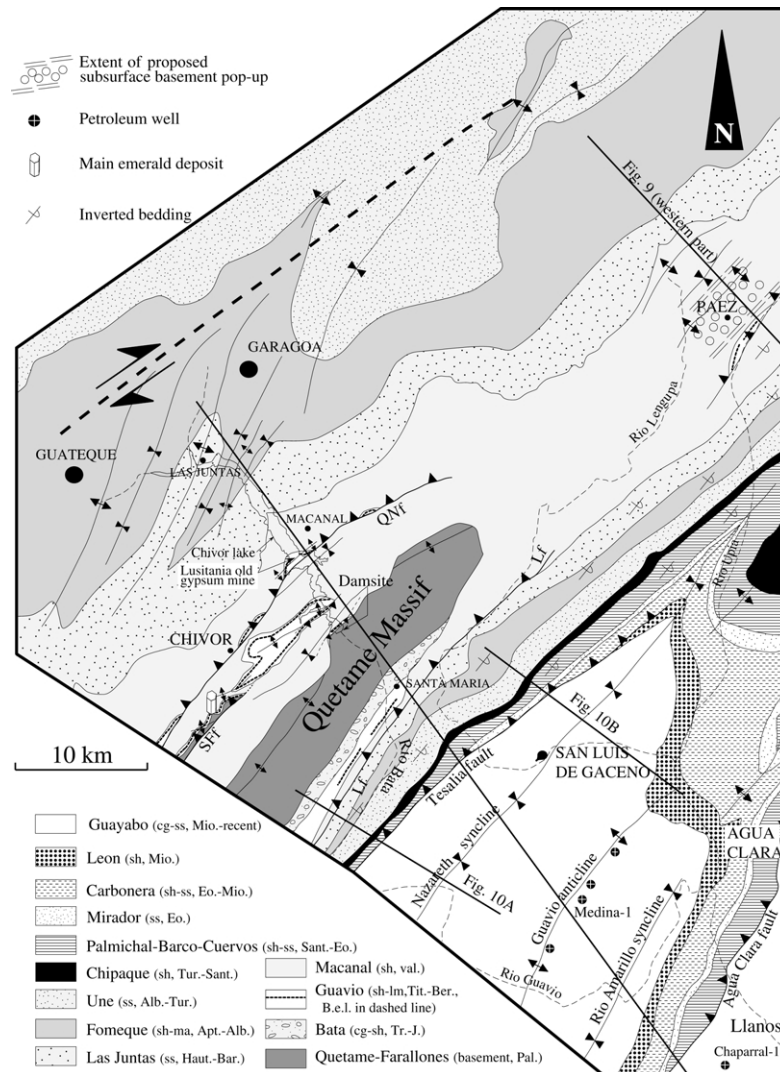 Extent of proposed
subsurface basement pop-up
Petroleum well
Main emerald deposit
Inverted bedding
N
Fig. 9 (western part)
PAEZ
GARAGOA
Rio Lengupa
GUATEQUE
LAS JUNTAS
MACANAL
QNf
Chivor lake
Lusitania old
gypsum mine
Damsite
Lf
Rio Upia
CHIVOR
Quetame Massif
SANTA MARIA
SFf
10 km
Lf
Rio Bata
Tesalia fault
Fig. 10B
SAN LUIS
DE GACENO
Nazareth syncline
Fig. 10A
Guavio anticline
Medina-1
Rio Guavio
Rio Amarillo syncline
AGUA
CLARA
Agua Clara fault
Llanos
Chaparral-1
Guayabo (cg-ss, Mio.-recent)
Leon (sh, Mio.)
Carbonera (sh-ss, Eo.-Mio.)
Mirador (ss, Eo.)
Palmichal-Barco-Cuervos (sh-ss, Sant.-Eo.)
Chipaque (sh, Tur.-Sant.)
Une (ss, Alb.-Tur.)
Fomeque (sh-ma, Apt.-Alb.)
Las Juntas (ss, Haut.-Bar.)
Macanal (sh, val.)
Guavio (sh-lm,Tit.-Ber.,
B.e.l. in dashed line)
Bata (cg-sh, Tr.-J.)
Quetame-Farallones (basement, Pal.)